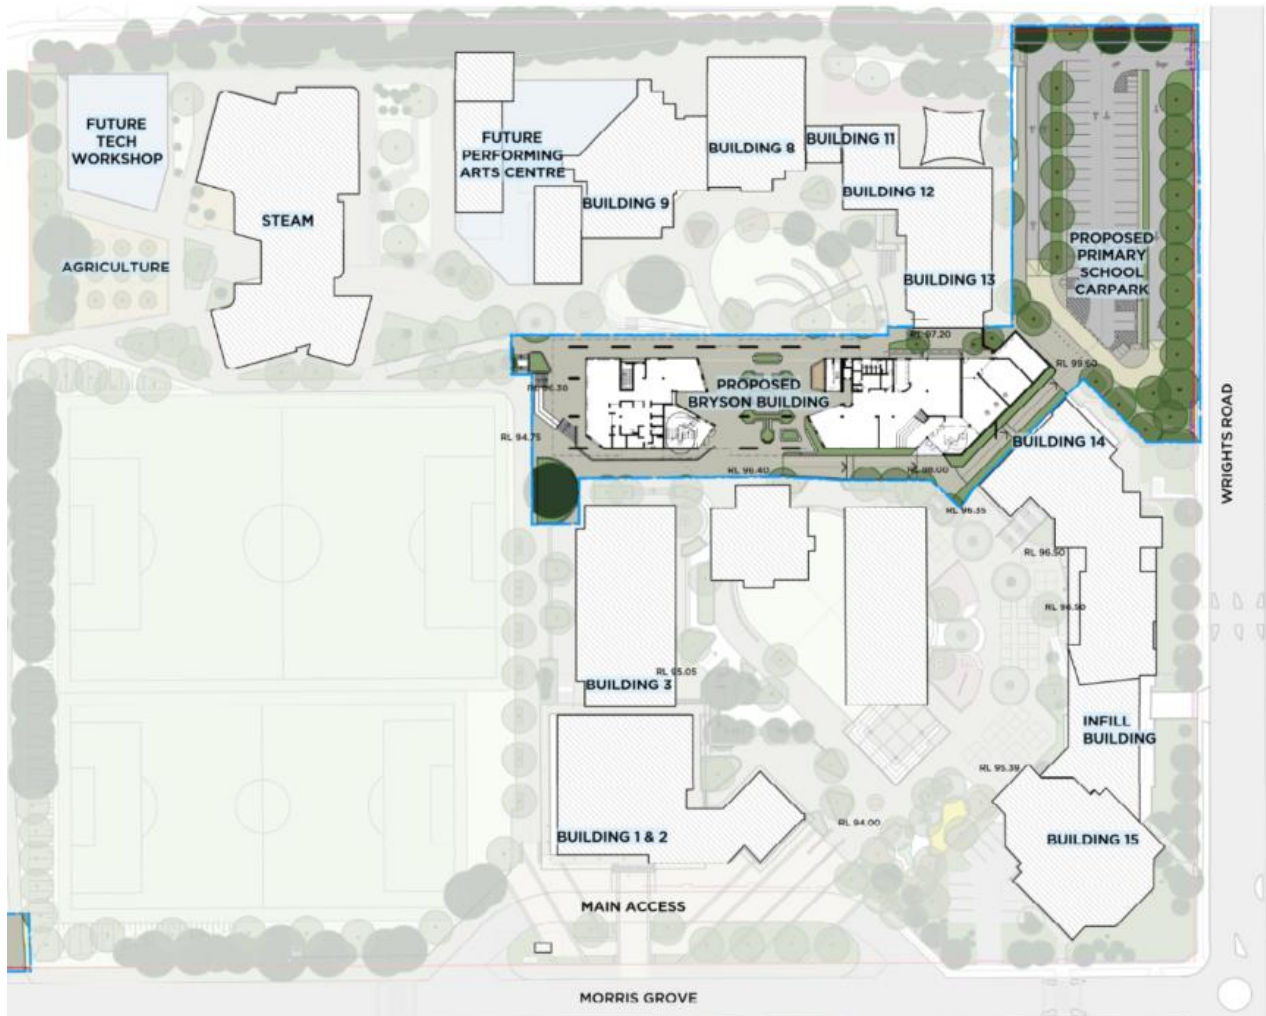 FUTURE
TECH
WORKSHOP
STEAM
AGRICULTURE
FUTURE
PERFORMING
ARTS CENTRE
BUILDING 9
BUILDING 8
BUILDING 11
BUILDING 12
BUILDING 13
PROPOSED
PRIMARY
SCHOOL
CARPARK
RL 97.20
RL 99.60
PROPOSED
BRYSON BUILDING
RL 94.75
RL 96.40
RL 98.00
BUILDING 14
WRIGHTS ROAD
RL 96.35
RL 96.50
RL 96.50
RL 95.05
BUILDING 3
INFILL
BUILDING
RL 95.39
RL 94.00
BUILDING 1 & 2
BUILDING 15
MAIN ACCESS
MORRIS GROVE